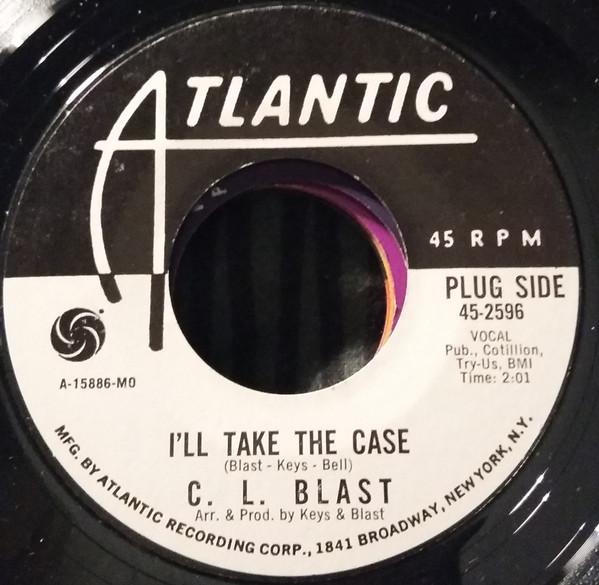 ATLANTIC
45 RPM
PLUG SIDE
45-2596
VOCAL
Pub., Cotillion,
Try-Us, BMI
Time: 2:01
A-15886-MO
I'LL TAKE THE CASE
(Blast - Keys - Bell)
C. L. BLAST
Arr. & Prod. by Keys & Blast
MFG. BY ATLANTIC RECORDING CORP., 1841 BROADWAY, NEW YORK, N.Y.